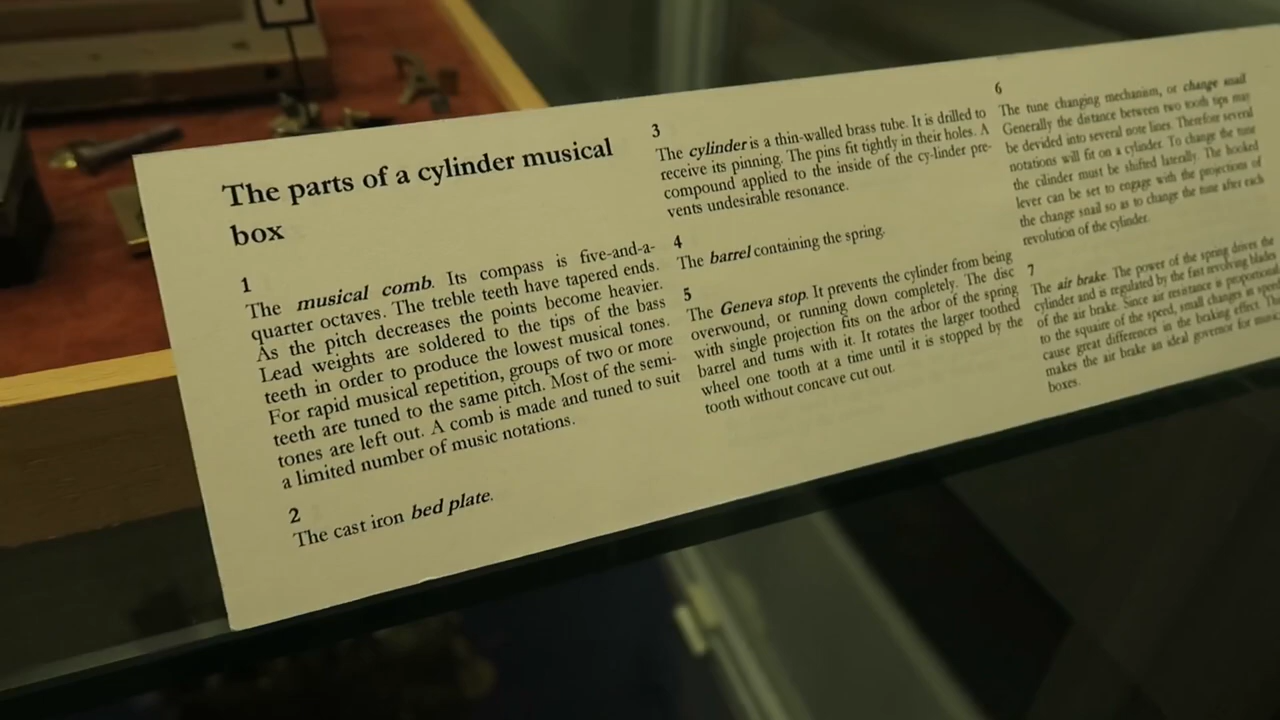 The parts of a cylinder musical
box
1
The musical comb. Its compass is five-and-a-
quarter octaves. The treble teeth have tapered ends.
As the pitch decreases the points become heavier.
Lead weights are soldered to the tips of the bass
teeth in order to produce the lowest musical tones.
For rapid musical repetition, groups of two or more
teeth are tuned to the same pitch. Most of the semi-
tones are left out. A comb is made and tuned to suit
a limited number of music notations.
2
The cast iron bed plate.
3
The cylinder is a thin-walled brass tube. It is drilled to
receive its pinning. The pins fit tightly in their holes. A
compound applied to the inside of the cy-linder pre-
vents undesirable resonance.
4
The barrel containing the spring.
5
The Geneva stop. It prevents the cylinder from being
overwound, or running down completely. The disc
with single projection fits on the arbor of the spring
barrel and turns with it. It rotates the larger toothed
wheel one tooth at a time until it is stopped by the
tooth without concave cut out.
6
The tune changing mechanism, or change snail
Generally the distance between two tooth tips may
be devided into several note lines. Therefore several
notations will fit on a cylinder. To change the tune
the cilinder must be shifted laterally. The hooked
lever can be set to engage with the projections of
the change snail so as to change the tune after each
revolution of the cylinder.
7
The air brake. The power of the spring drives the
cylinder and is regulated by the fast revolving blades
of the air brake. Since air resistance is proportional
to the squaire of the speed, small changes in speed
cause great differences in the braking effect. This
makes the air brake an ideal governor for music
boxes.